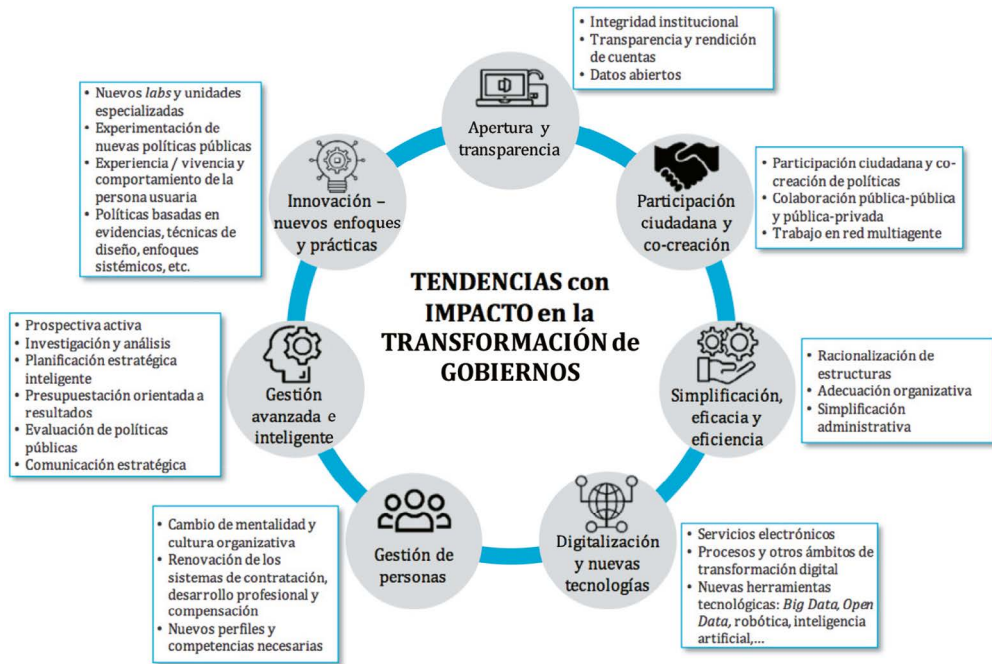 TENDENCIAS con
IMPACTO en la
TRANSFORMACIÓN de
GOBIERNOS
Apertura y
transparencia
• Integridad institucional
• Transparencia y rendición
de cuentas
• Datos abiertos
Participación
ciudadana y
co-creación
• Participación ciudadana y co-
creación de políticas
• Colaboración pública-pública
y pública-privada
• Trabajo en red multiagente
Simplificación,
eficacia y
eficiencia
• Racionalización de
estructuras
• Adecuación organizativa
• Simplificación
administrativa
Digitalización
y nuevas
tecnologías
• Servicios electrónicos
• Procesos y otros ámbitos de
transformación digital
• Nuevas herramientas
tecnológicas: Big Data, Open
Data, robótica, inteligencia
artificial,...
Gestión de
personas
• Cambio de mentalidad y
cultura organizativa
• Renovación de los
sistemas de contratación,
desarrollo profesional y
compensación
• Nuevos perfiles y
competencias necesarias
Gestión
avanzada e
inteligente
• Prospectiva activa
• Investigación y análisis
• Planificación estratégica
inteligente
• Presupuestación orientada a
resultados
• Evaluación de políticas
públicas
• Comunicación estratégica
Innovación –
nuevos enfoques
y prácticas
• Nuevos labs y unidades
especializadas
• Experimentación de
nuevas políticas públicas
• Experiencia / vivencia y
comportamiento de la
persona usuaria
• Políticas basadas en
evidencias, técnicas de
diseño, enfoques
sistémicos, etc.